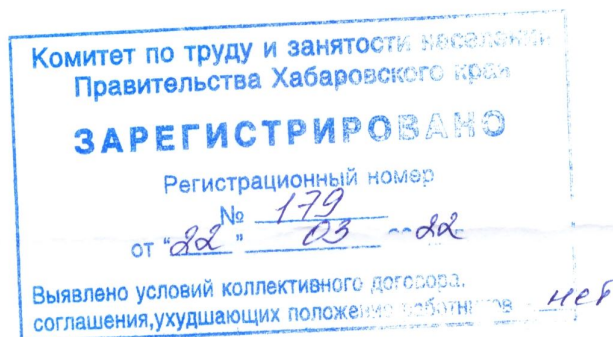 Комитет по труду и занятости населения
Правительства Хабаровского края
ЗАРЕГИСТРИРОВАНО
Регистрационный номер
№ 179
от "22" 03 2022
Выявлено условий коллективного договора,
соглашения,ухудшающих положение работников нет